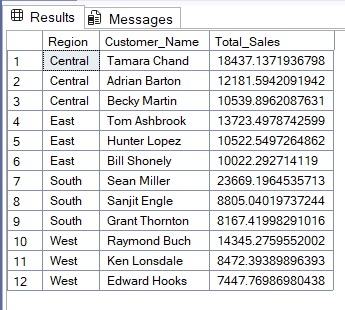 Results Messages
Region Customer_Name Total_Sales
1 Central Tamara Chand 18437.1371936798
2 Central Adrian Barton 12181.5942091942
3 Central Becky Martin 10539.8962087631
4 East Tom Ashbrook 13723.4978742599
5 East Hunter Lopez 10522.5497264862
6 East Bill Shonely 10022.292714119
7 South Sean Miller 23669.1964535713
8 South Sanjit Engle 8805.04019737244
9 South Grant Thornton 8167.41998291016
10 West Raymond Buch 14345.2759552002
11 West Ken Lonsdale 8472.39389896393
12 West Edward Hooks 7447.76986980438